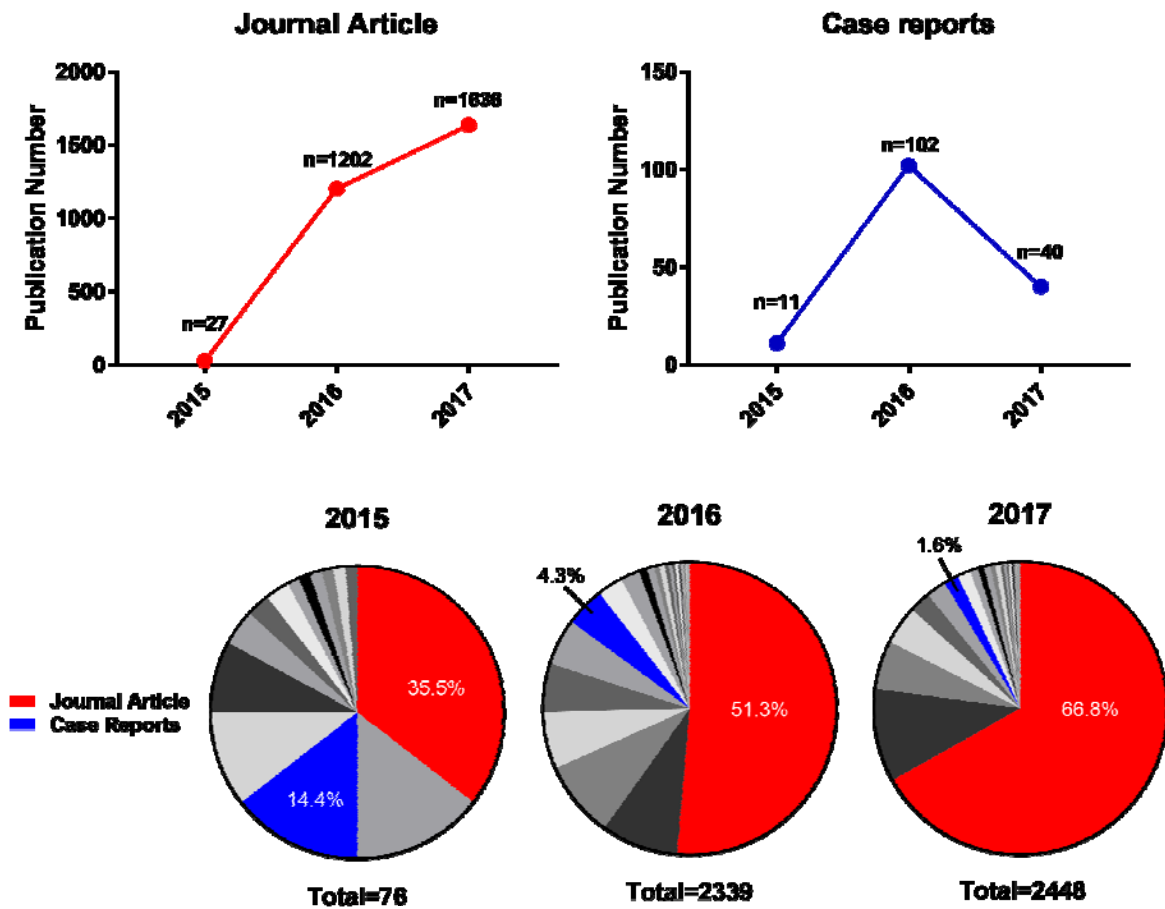 Journal Article
Case reports
Publication Number
2000
1500
1000
500
0
n=27
n=1202
n=1636
2015
2016
2017
Publication Number
150
100
50
0
n=11
n=102
n=40
2015
2016
2017
2015
2016
2017
4.3%
1.6%
Journal Article
Case Reports
35.5%
14.4%
51.3%
66.8%
Total=76
Total=2339
Total=2448